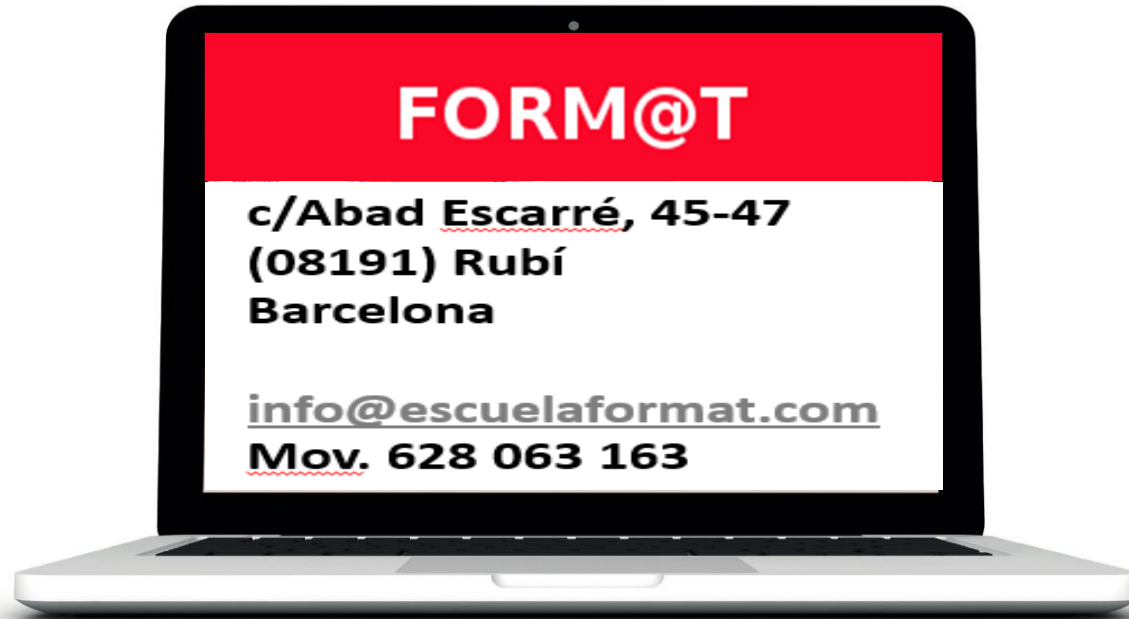 FORM@T
c/Abad Escarré, 45-47
(08191) Rubí
Barcelona
info@escuelaformat.com
Mov. 628 063 163